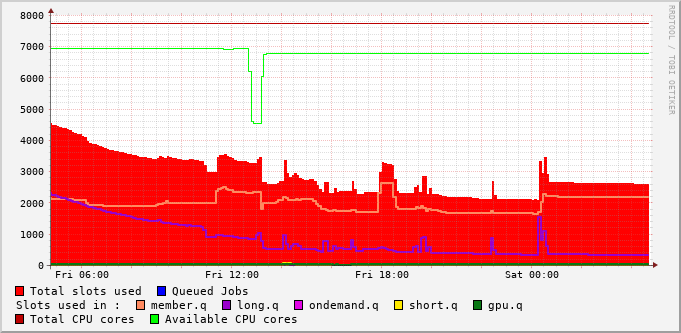 8000
7000
6000
5000
4000
3000
2000
1000
0
Fri 06:00 Fri 12:00 Fri 18:00 Sat 00:00
RRDTOOL / TOBI OETIKER
Total slots used Queued Jobs
Slots used in : member.q long.q ondemand.q short.q gpu.q
Total CPU cores Available CPU cores